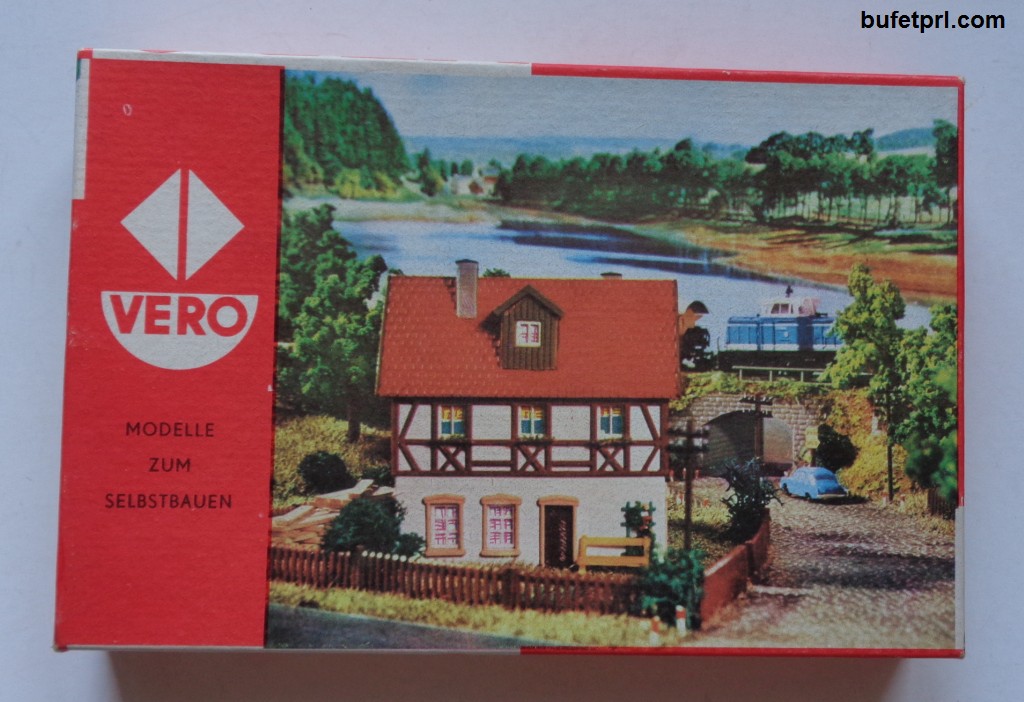 bufetprl.com
VERO
MODELLE
ZUM
SELBSTBAUEN